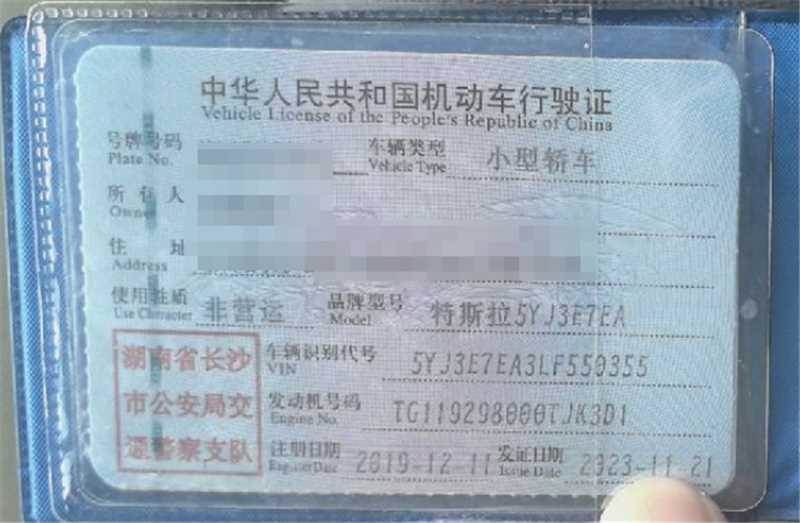 中华人民共和国机动车行驶证
Vehicle License of the People's Republic of China
号牌号码 车辆类型 小型轿车
Plate No. Vehicle Type
所有人
Owner
住 址
Address
使用性质 非营运 品牌型号 特斯拉5YJ3E7EA
Use Character Model
湖南省长沙 车辆识别代号 5YJ3E7EA3LF550355
VIN
市公安局交 发动机号码 TG119298000TJK3D1
Engine No.
通警察支队 注册日期 2019-12-11 发证日期 2023-11-21
Register Date Issue Date